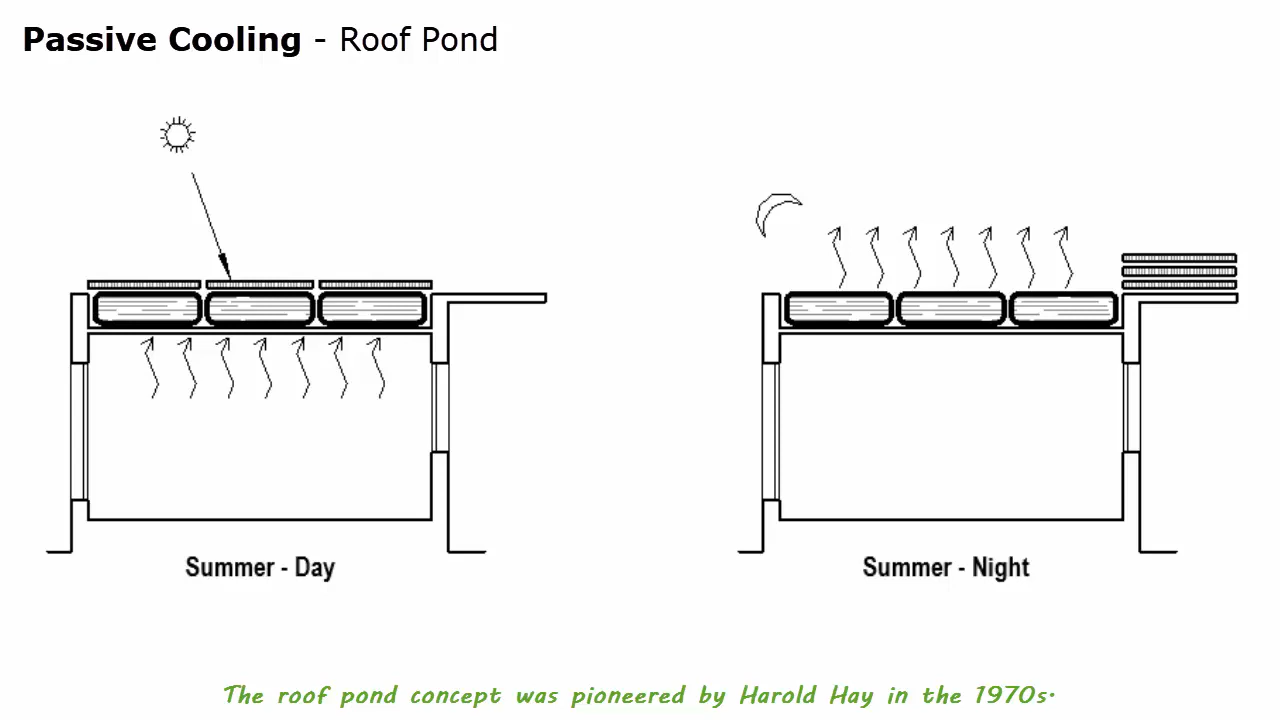 Passive Cooling - Roof Pond
Summer - Day
Summer - Night
The roof pond concept was pioneered by Harold Hay in the 1970s.